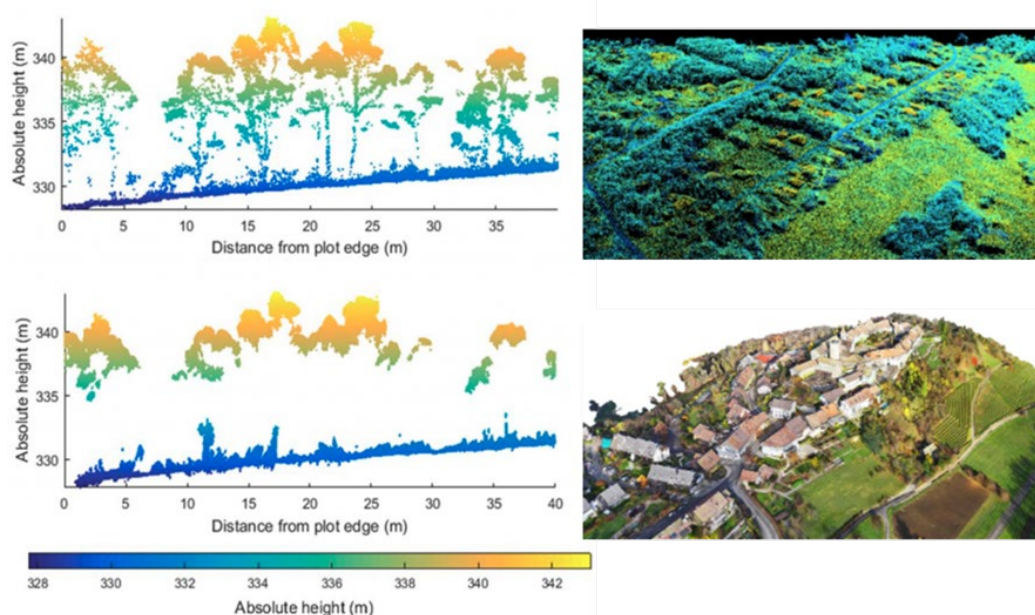 Absolute height (m)
340
335
330
0 5 10 15 20 25 30 35
Distance from plot edge (m)
Absolute height (m)
340
335
330
0 5 10 15 20 25 30 35 40
Distance from plot edge (m)
328 330 332 334 336 338 340 342
Absolute height (m)